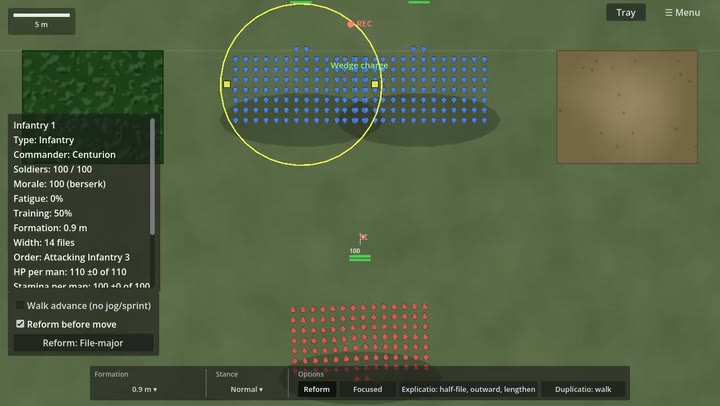 5 m
REC
Tray
☰ Menu
Wedge charge
Infantry 1
Type: Infantry
Commander: Centurion
Soldiers: 100 / 100
Morale: 100 (berserk)
Fatigue: 0%
Training: 50%
Formation: 0.9 m
Width: 14 files
Order: Attacking Infantry 3
HP per man: 110 ±0 of 110
Stamina per man: 100 ±0 of 100
100
Walk advance (no jog/sprint)
Reform before move
Reform: File-major
Formation
0.9 m ▾
Stance
Normal ▾
Options
Reform
Focused
Explicatio: half-file, outward, lengthen
Duplicatio: walk